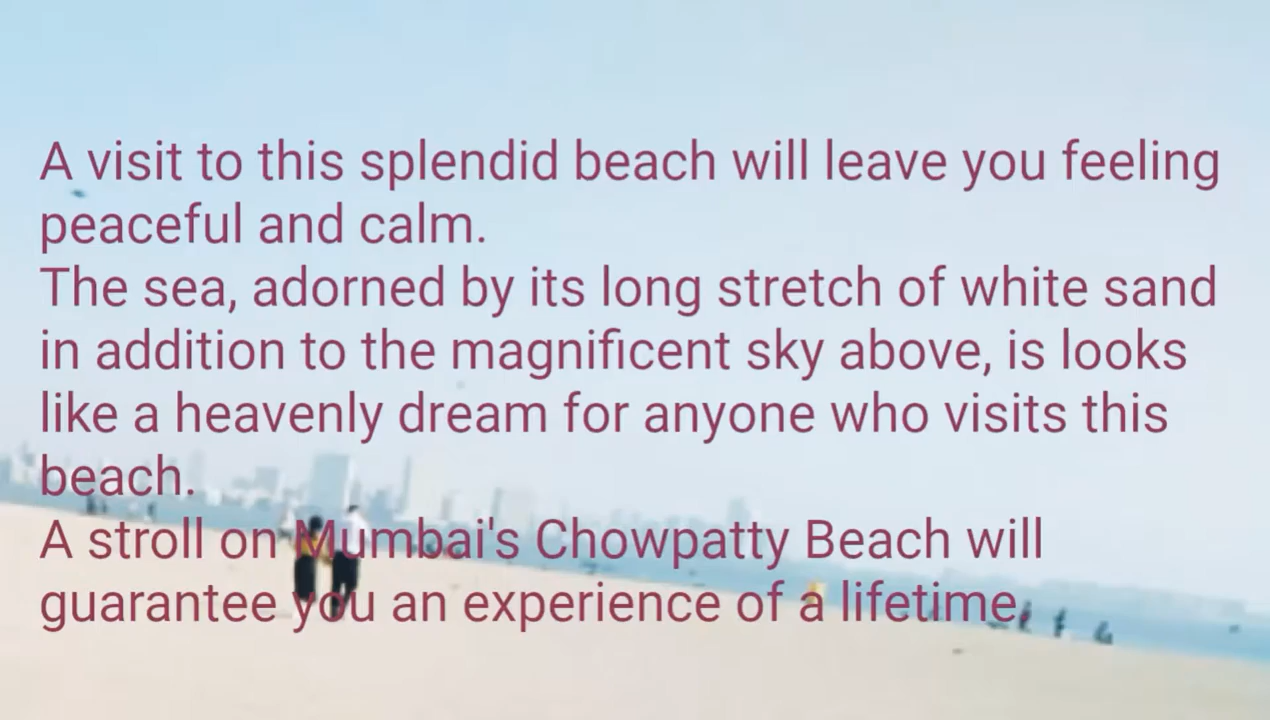 A visit to this splendid beach will leave you feeling
peaceful and calm.
The sea, adorned by its long stretch of white sand
in addition to the magnificent sky above, is looks
like a heavenly dream for anyone who visits this
beach.
A stroll on Mumbai's Chowpatty Beach will
guarantee you an experience of a lifetime.